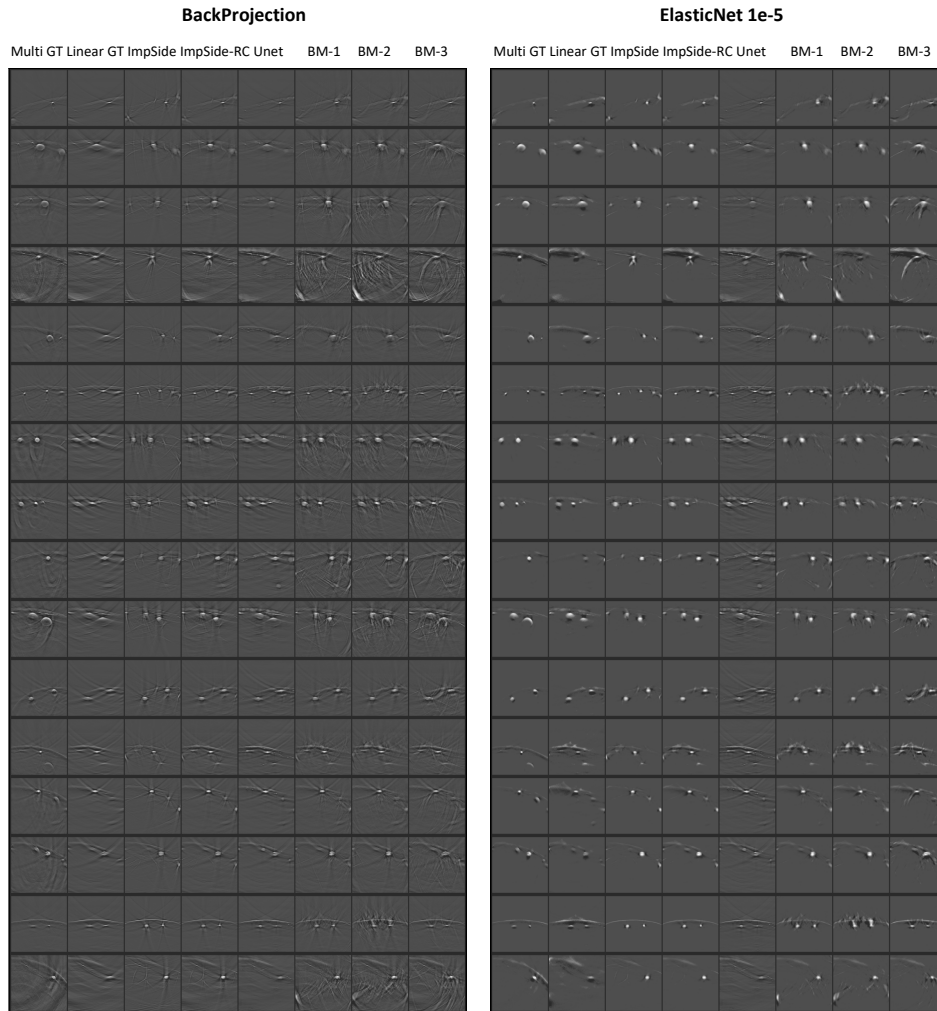 BackProjection
Multi GT Linear GT ImpSide ImpSide-RC Unet BM-1 BM-2 BM-3
ElasticNet 1e-5
Multi GT Linear GT ImpSide ImpSide-RC Unet BM-1 BM-2 BM-3